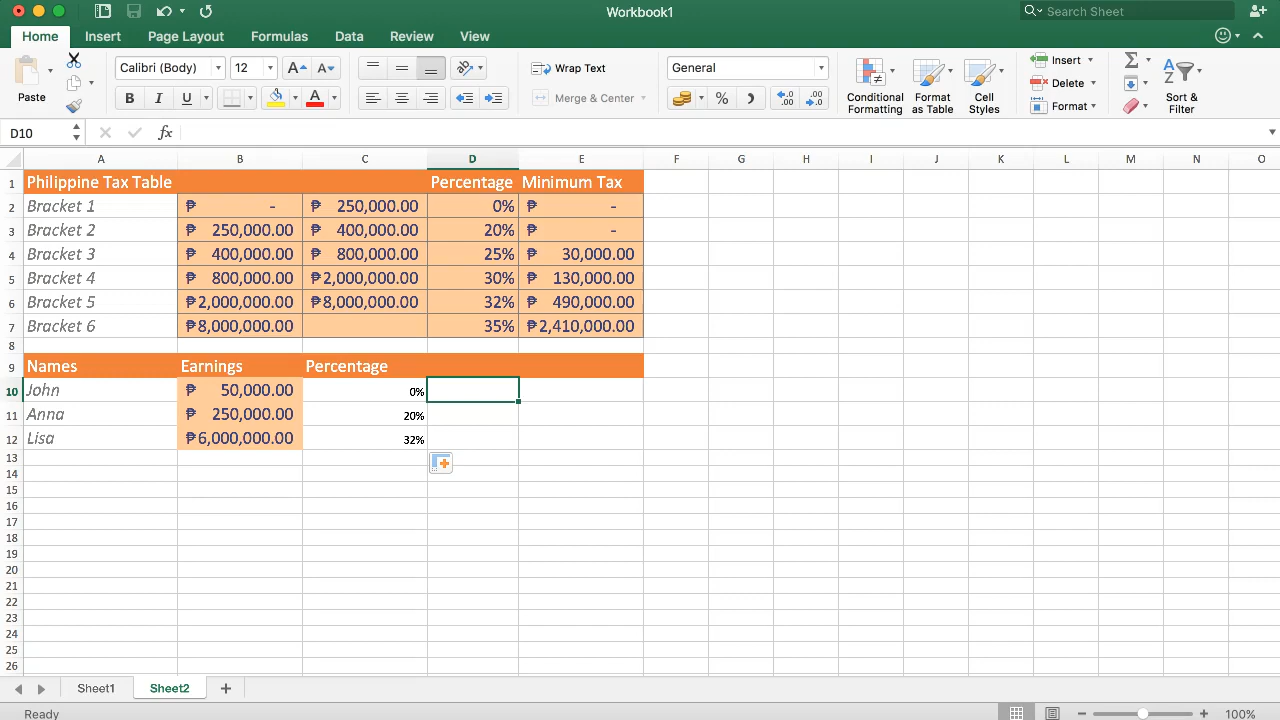 Workbook1
Search Sheet
Home Insert Page Layout Formulas Data Review View
Paste
Calibri (Body) 12 A A
B I U A
Wrap Text
Merge & Center
General
%
Conditional Formatting
Format as Table
Cell Styles
Insert
Delete
Format
Sort & Filter
D10 fx
A B C D E F G H I J K L M N O
1 Philippine Tax Table Percentage Minimum Tax
2 Bracket 1 ₱ - ₱ 250,000.00 0% ₱ -
3 Bracket 2 ₱ 250,000.00 ₱ 400,000.00 20% ₱ -
4 Bracket 3 ₱ 400,000.00 ₱ 800,000.00 25% ₱ 30,000.00
5 Bracket 4 ₱ 800,000.00 ₱2,000,000.00 30% ₱ 130,000.00
6 Bracket 5 ₱2,000,000.00 ₱8,000,000.00 32% ₱ 490,000.00
7 Bracket 6 ₱8,000,000.00 35% ₱2,410,000.00
8
9 Names Earnings Percentage
10 John ₱ 50,000.00 0%
11 Anna ₱ 250,000.00 20%
12 Lisa ₱6,000,000.00 32%
13
14
15
16
17
18
19
20
21
22
23
24
25
26
Sheet1 Sheet2 +
Ready 100%